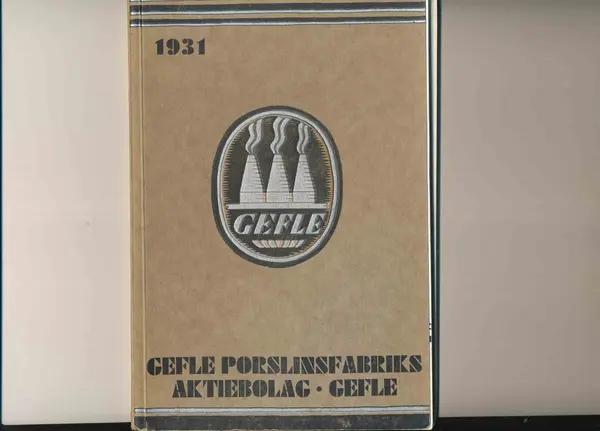 1931
GEFLE
GEFLE PORSLINSFABRIKS
AKTIEBOLAG · GEFLE